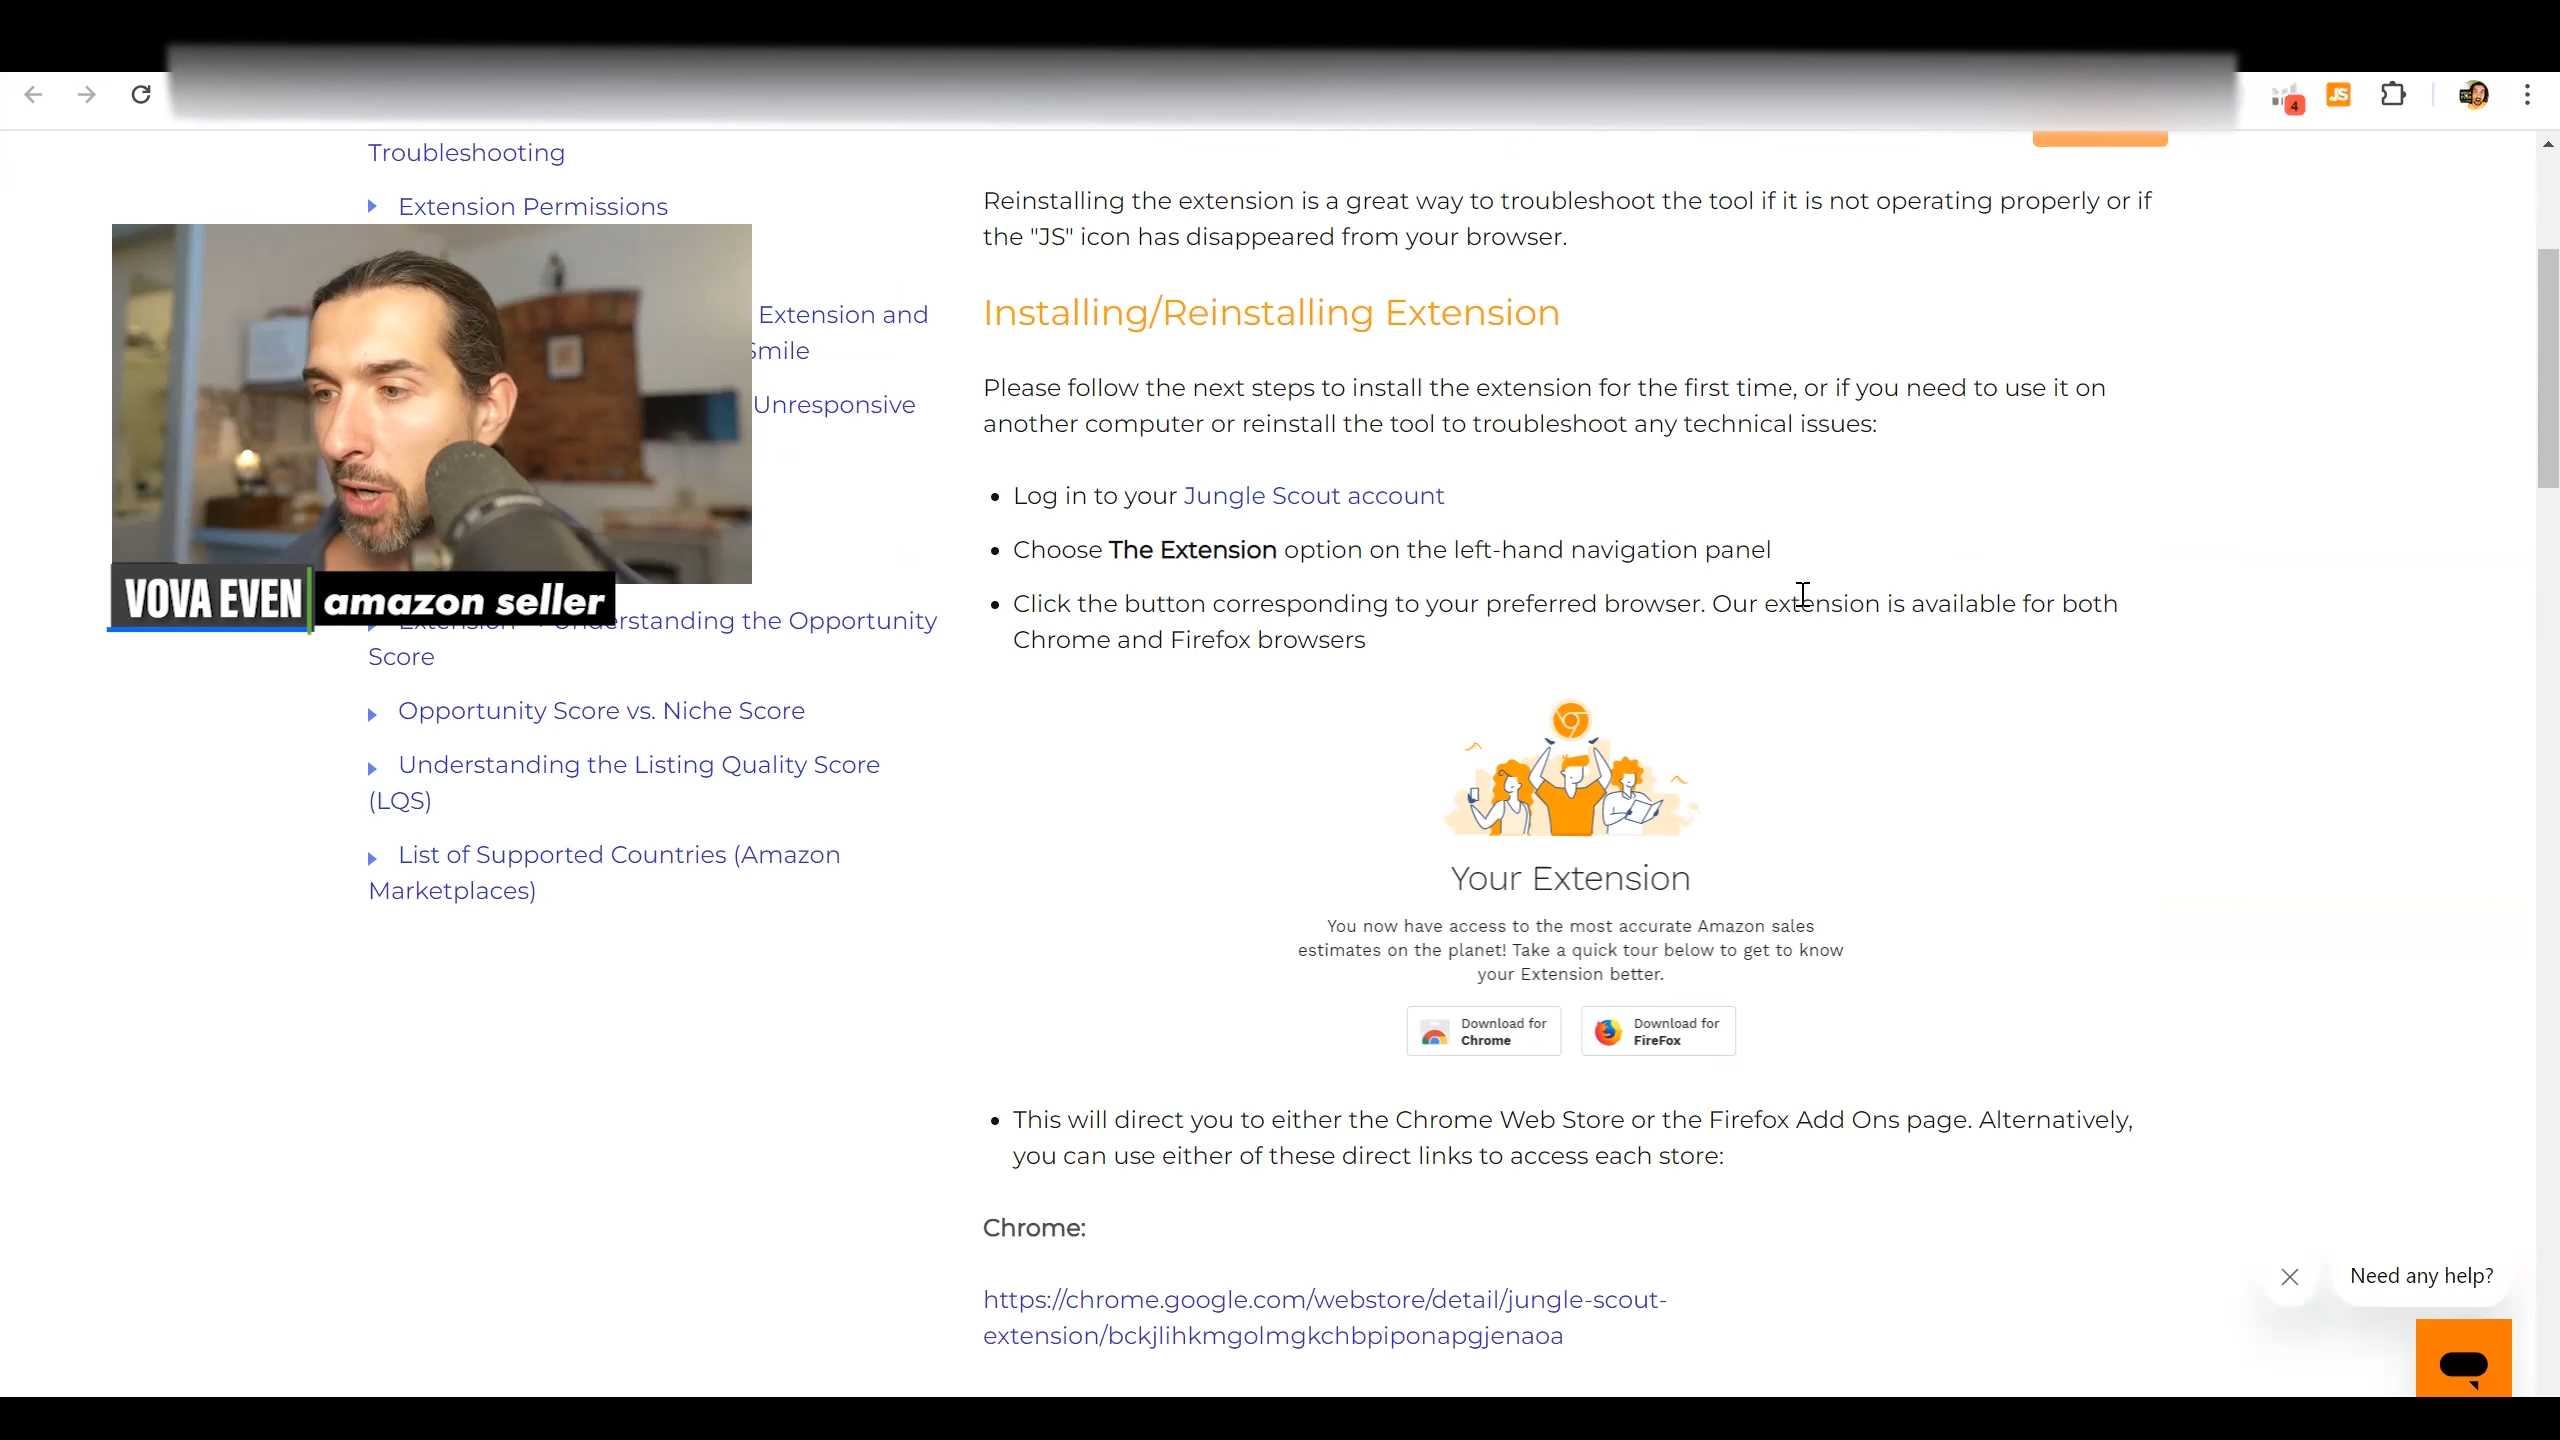 4
JS
Troubleshooting
Extension Permissions
Extension and
Smile
Unresponsive
VOVA EVEN
amazon seller
Understanding the Opportunity
Score
Opportunity Score vs. Niche Score
Understanding the Listing Quality Score
(LQS)
List of Supported Countries (Amazon
Marketplaces)
Reinstalling the extension is a great way to troubleshoot the tool if it is not operating properly or if
the "JS" icon has disappeared from your browser.
Installing/Reinstalling Extension
Please follow the next steps to install the extension for the first time, or if you need to use it on
another computer or reinstall the tool to troubleshoot any technical issues:
• Log in to your Jungle Scout account
• Choose The Extension option on the left-hand navigation panel
• Click the button corresponding to your preferred browser. Our extension is available for both
Chrome and Firefox browsers
Your Extension
You now have access to the most accurate Amazon sales
estimates on the planet! Take a quick tour below to get to know
your Extension better.
Download for
Chrome
Download for
FireFox
• This will direct you to either the Chrome Web Store or the Firefox Add Ons page. Alternatively,
you can use either of these direct links to access each store:
Chrome:
https://chrome.google.com/webstore/detail/jungle-scout-
extension/bckjlihkmgolmgkchbpiponapgjenaoa
Need any help?